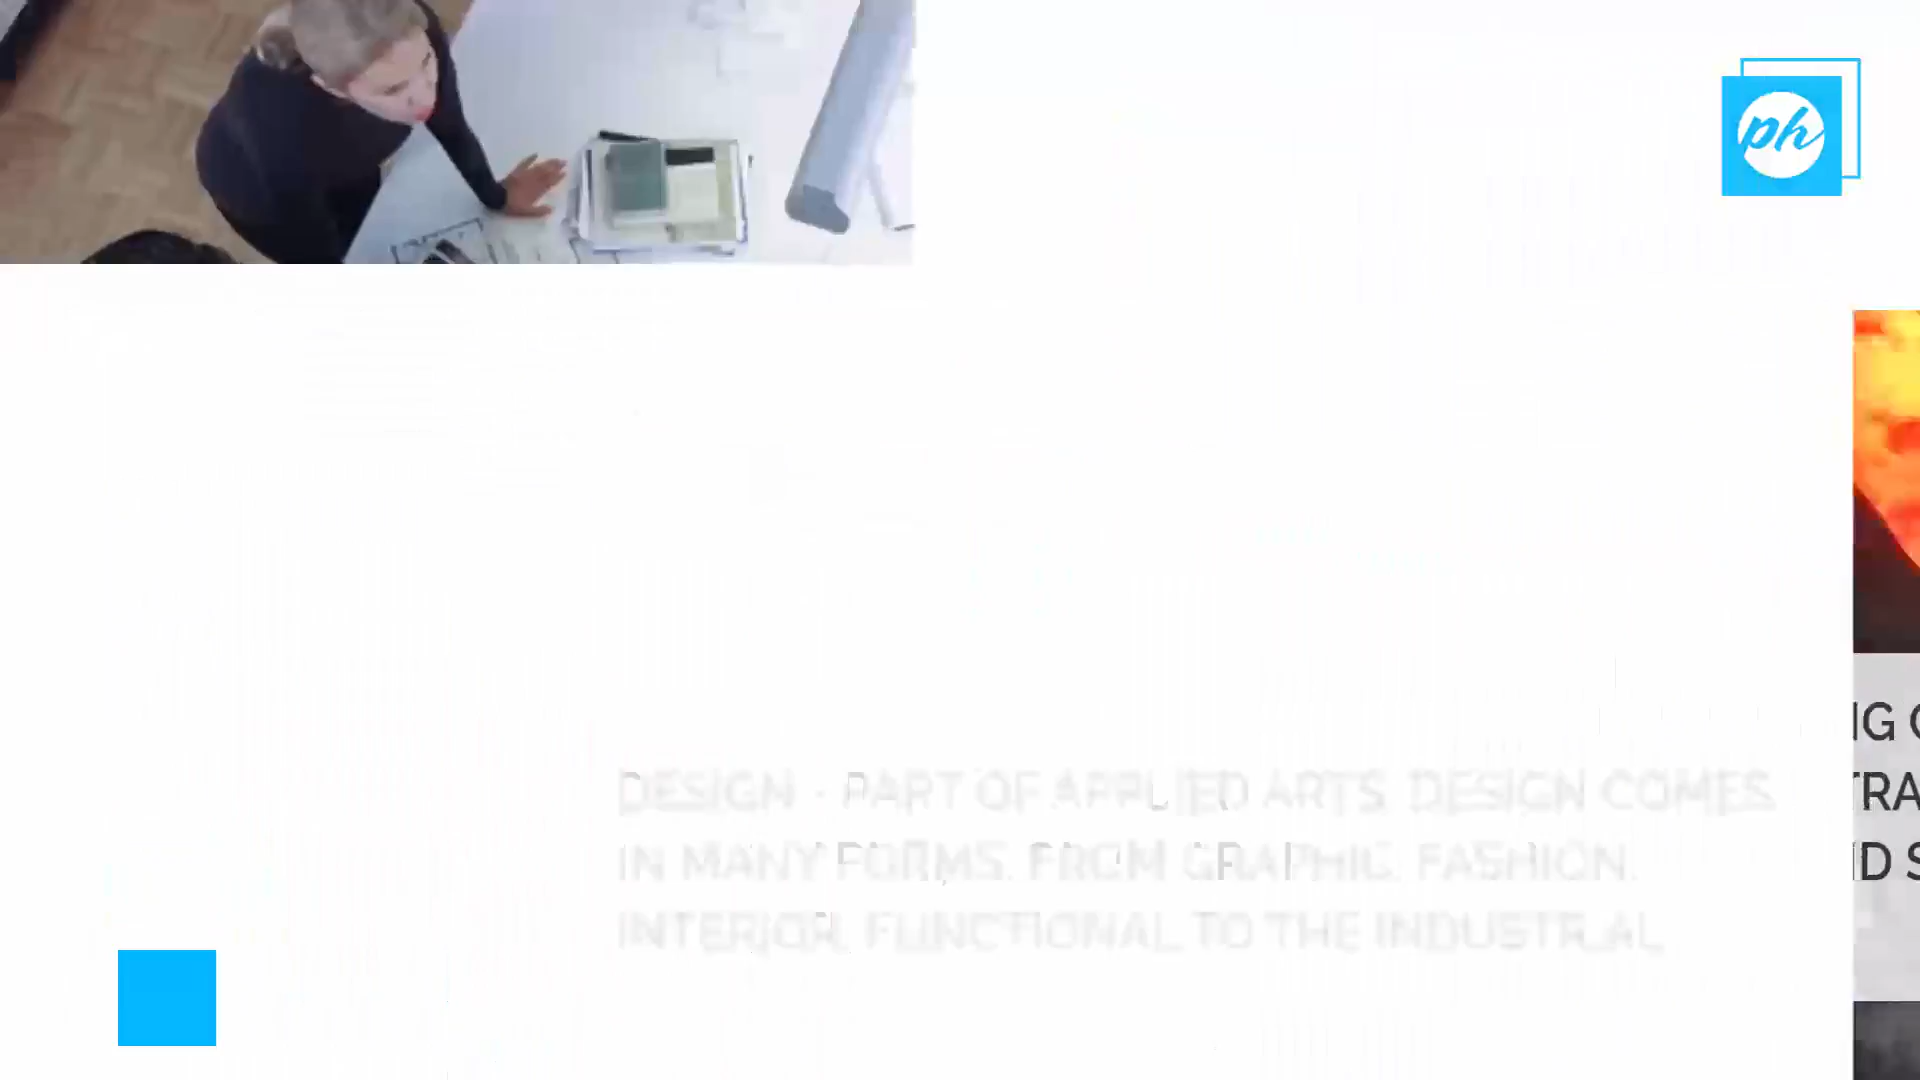 ph
DESIGN - PART OF APPLIED ARTS. DESIGN COMES
IN MANY FORMS. FROM GRAPHIC, FASHION,
INTERIOR, FUNCTIONAL TO THE INDUSTRIAL